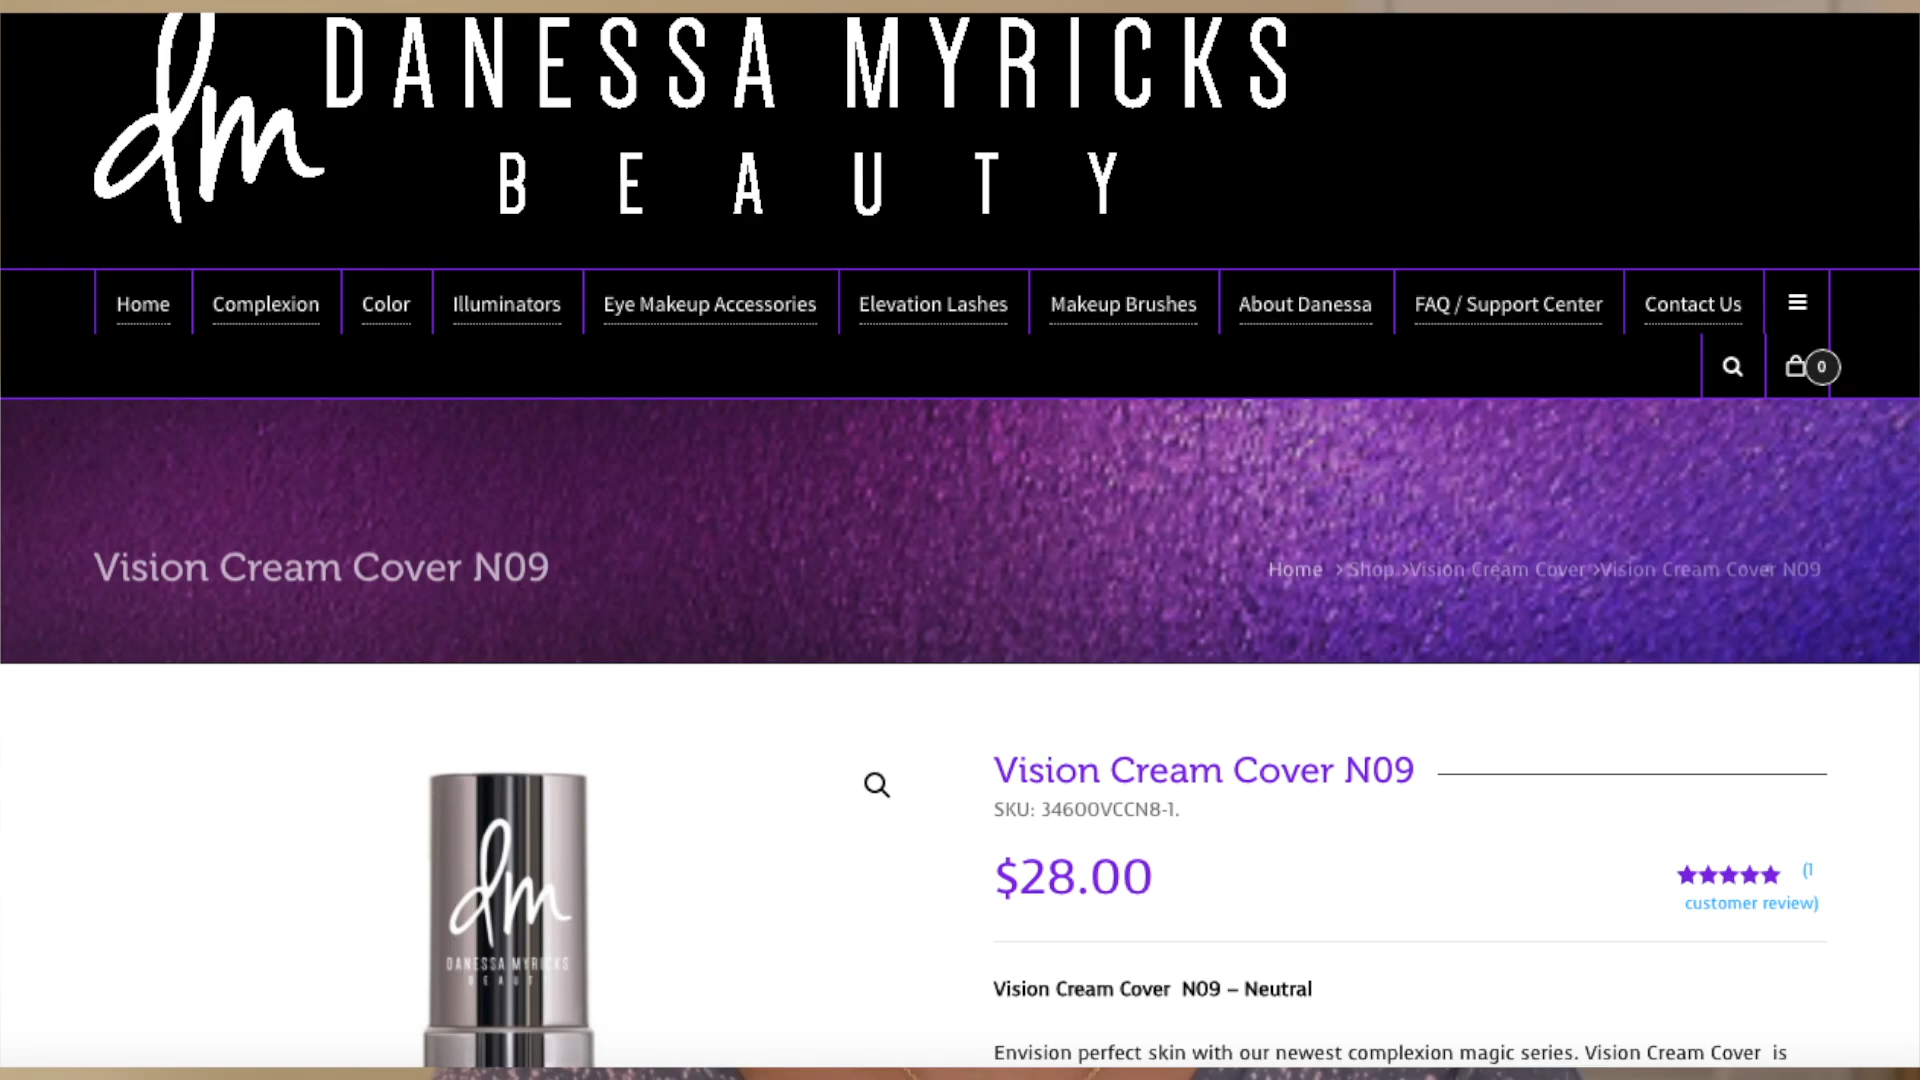 dm DANESSA MYRICKS
BEAUTY
Home Complexion Color Illuminators Eye Makeup Accessories Elevation Lashes Makeup Brushes About Danessa FAQ / Support Center Contact Us
0
Vision Cream Cover N09
Home > Shop >Vision Cream Cover >Vision Cream Cover N09
Vision Cream Cover N09
SKU: 34600VCCN8-1.
$28.00
(1
customer review)
dm
DANESSA MYRICKS
BEAUTY
Vision Cream Cover N09 – Neutral
Envision perfect skin with our newest complexion magic series. Vision Cream Cover is